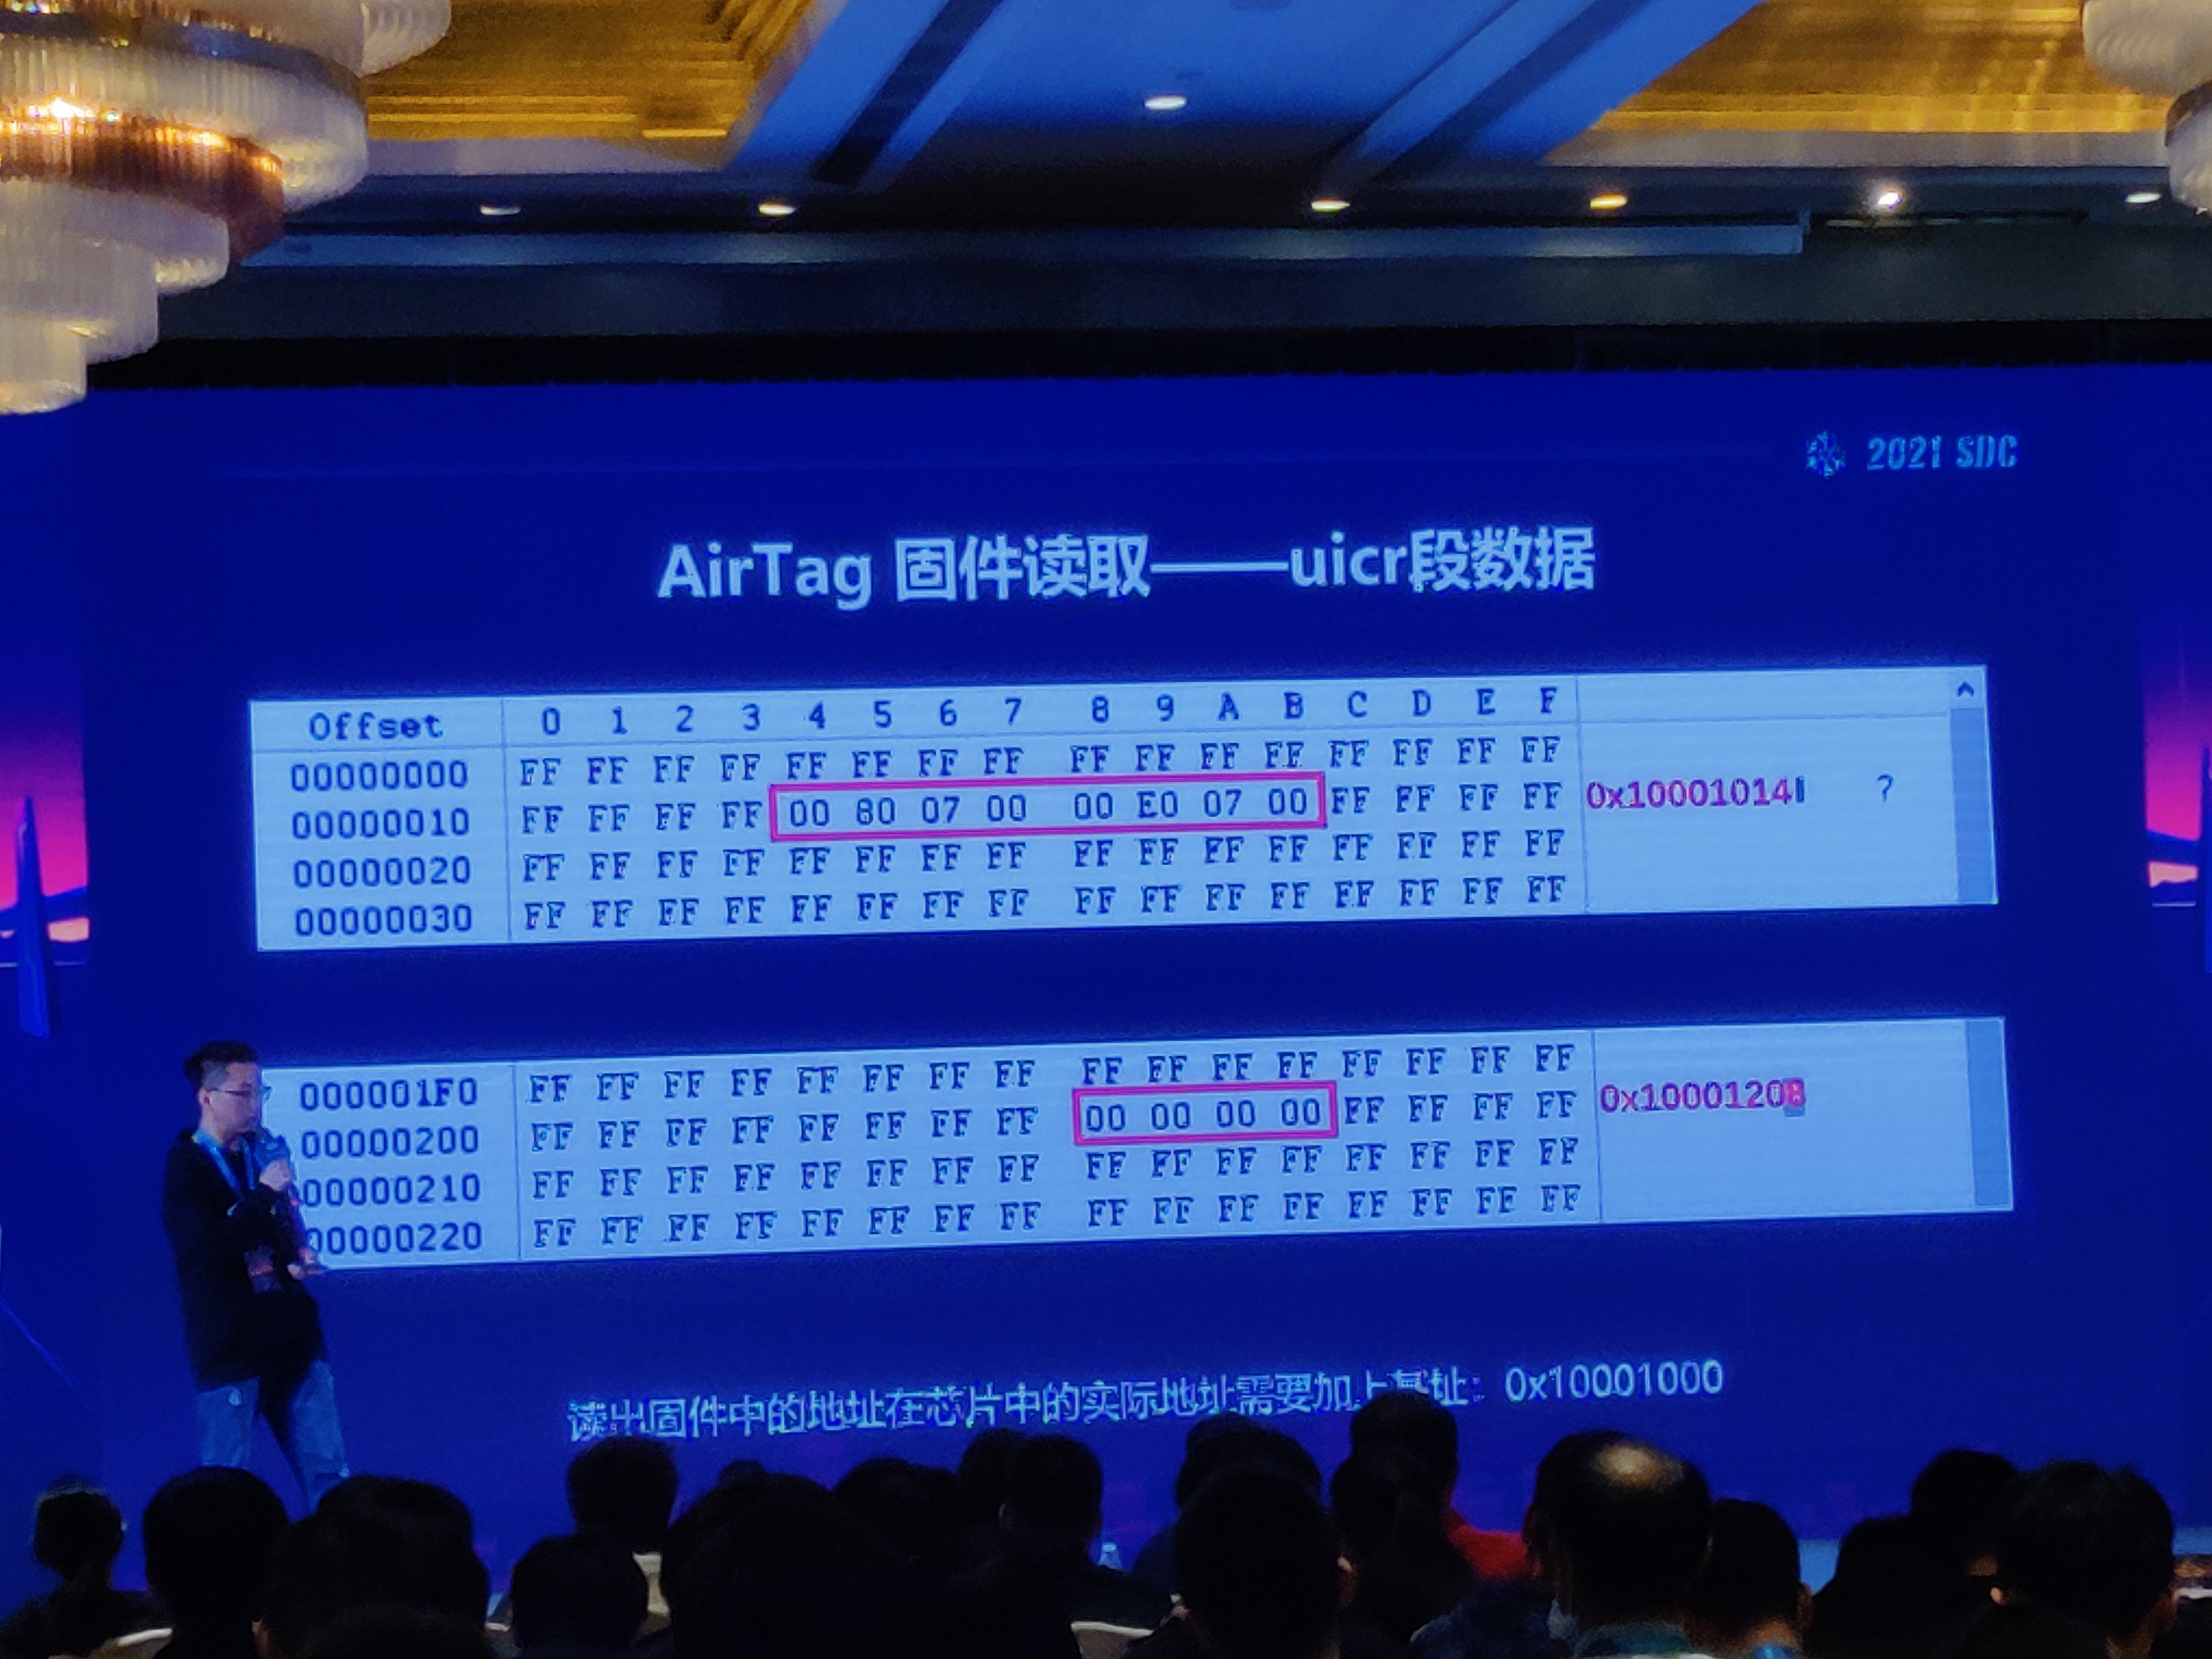 2021 SDC
AirTag 固件读取——uicr段数据
Offset 0 1 2 3 4 5 6 7 8 9 A B C D E F
00000000 FF FF FF FF FF FF FF FF FF FF FF FF FF FF FF FF
00000010 FF FF FF FF 00 80 07 00 00 E0 07 00 FF FF FF FF 0x10001014 ?
00000020 FF FF FF FF FF FF FF FF FF FF FF FF FF FF FF FF
00000030 FF FF FF FF FF FF FF FF FF FF FF FF FF FF FF FF
000001F0 FF FF FF FF FF FF FF FF FF FF FF FF FF FF FF FF
00000200 FF FF FF FF FF FF FF FF 00 00 00 00 FF FF FF FF 0x10001208
00000210 FF FF FF FF FF FF FF FF FF FF FF FF FF FF FF FF
00000220 FF FF FF FF FF FF FF FF FF FF FF FF FF FF FF FF
读出固件中的地址在芯片中的实际地址需要加上基址：0x10001000